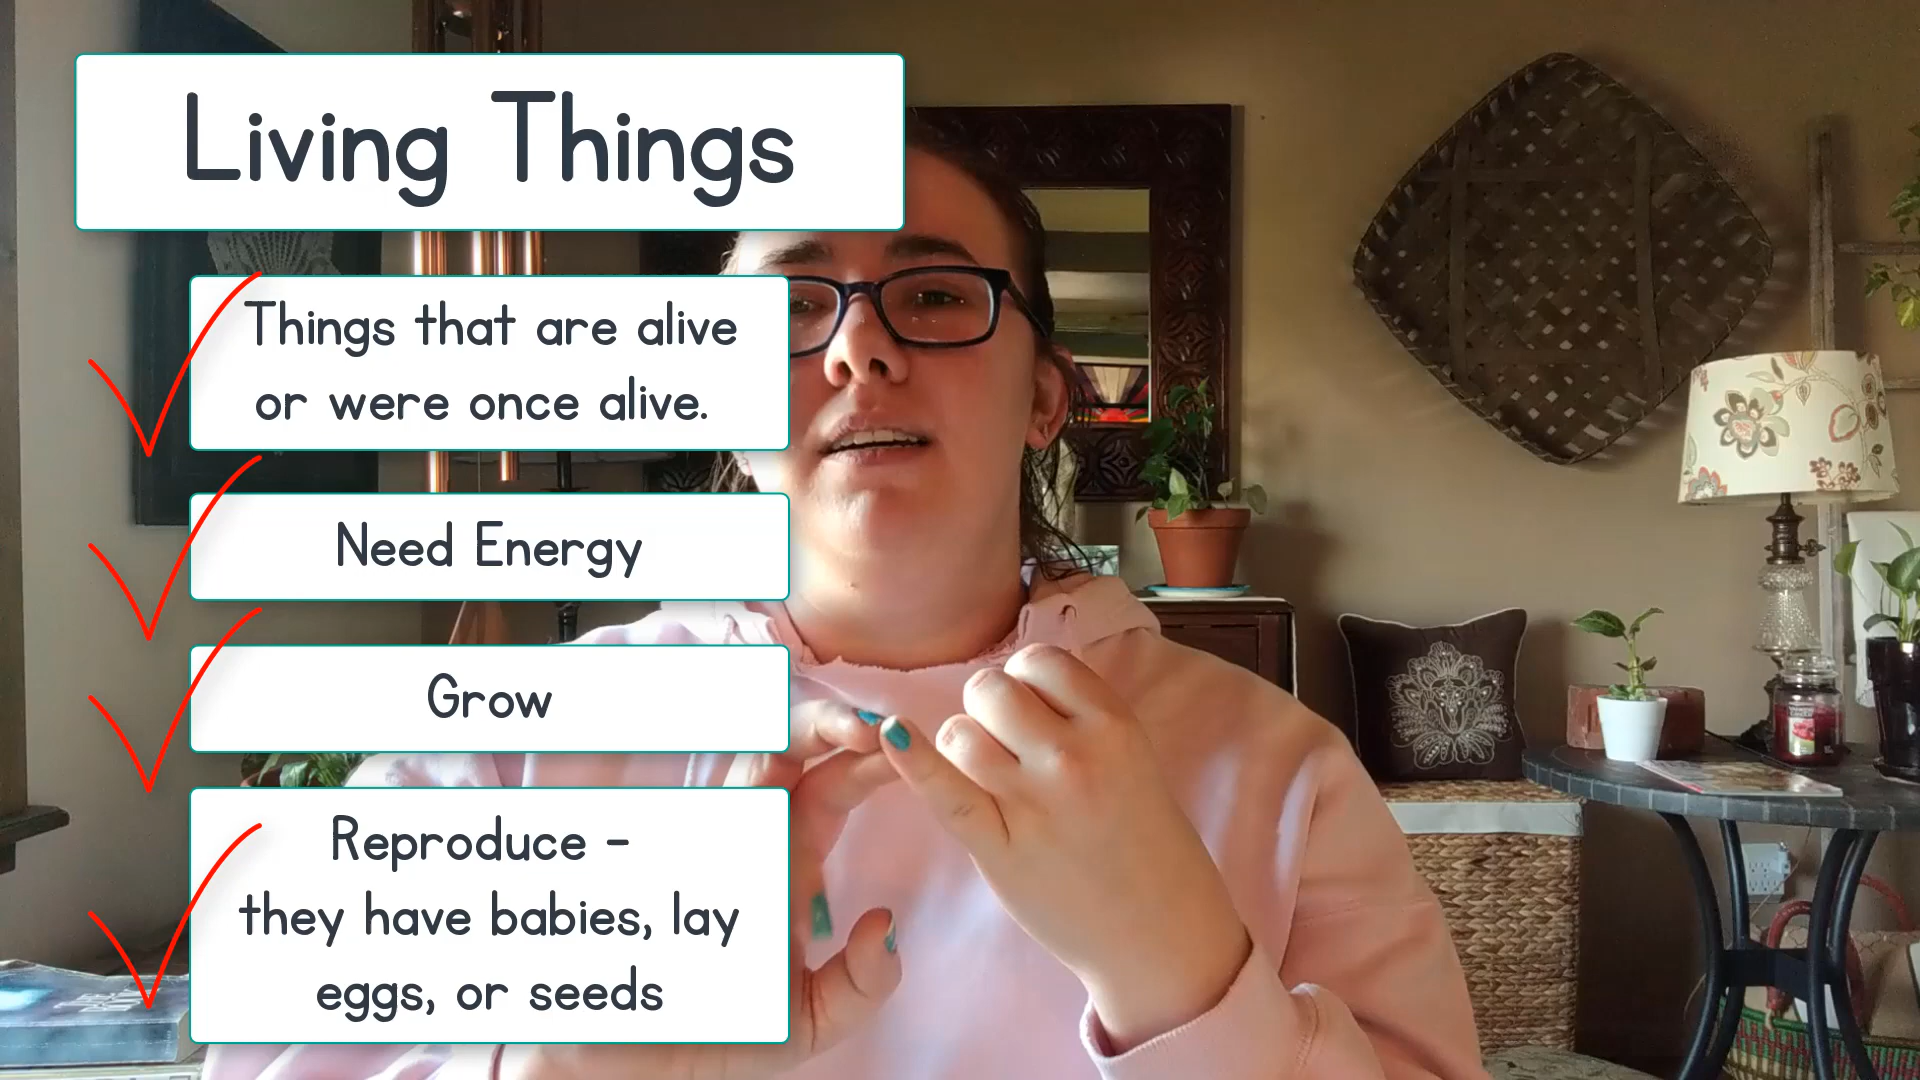 Living Things
Things that are alive
or were once alive.
Need Energy
Grow
Reproduce -
they have babies, lay
eggs, or seeds